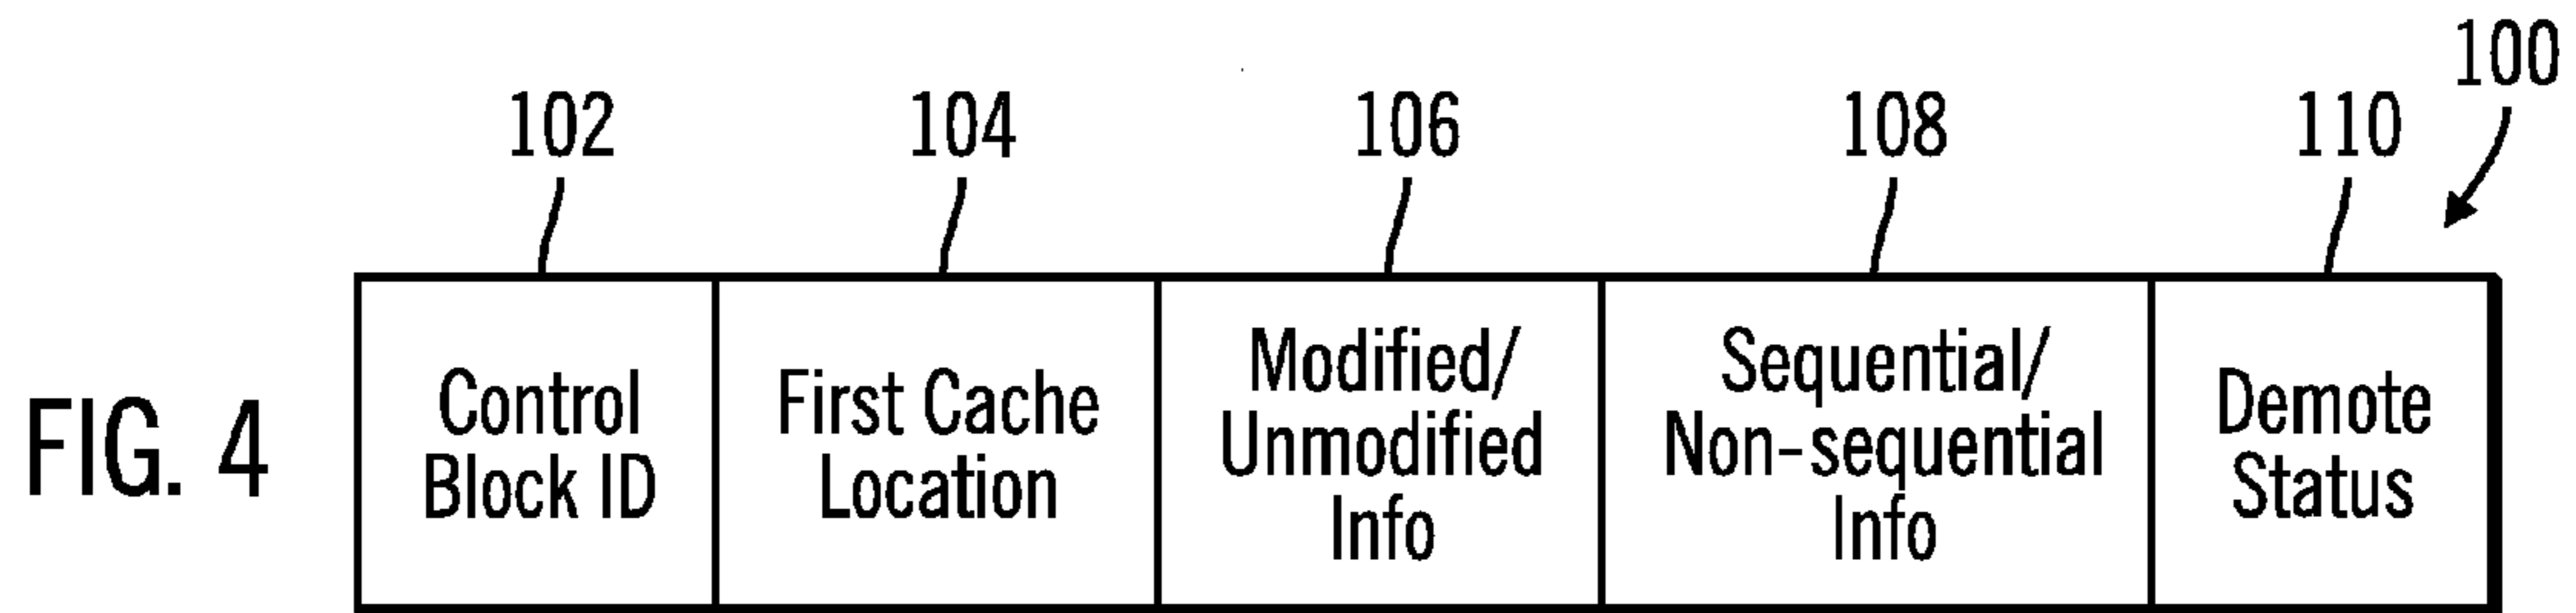 100
102
104
106
108
110
FIG. 4
Control
Block ID
First Cache
Location
Modified/
Unmodified
Info
Sequential/
Non-sequential
Info
Demote
Status